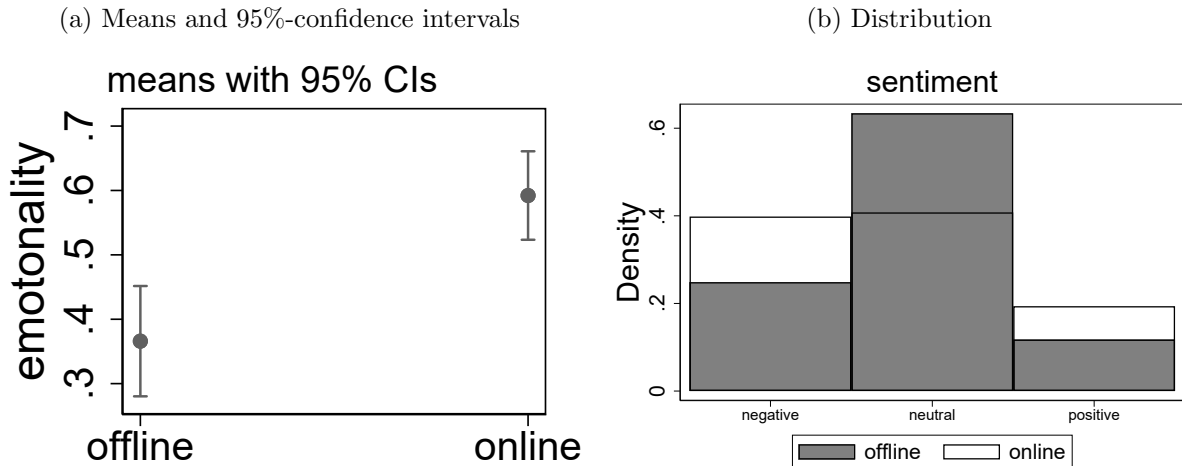 (a) Means and 95%-confidence intervals
means with 95% CIs
emotonality
.7
.6
.5
.4
.3
offline online
(b) Distribution
sentiment
Density
.6
.4
.2
0
negative neutral positive
offline online